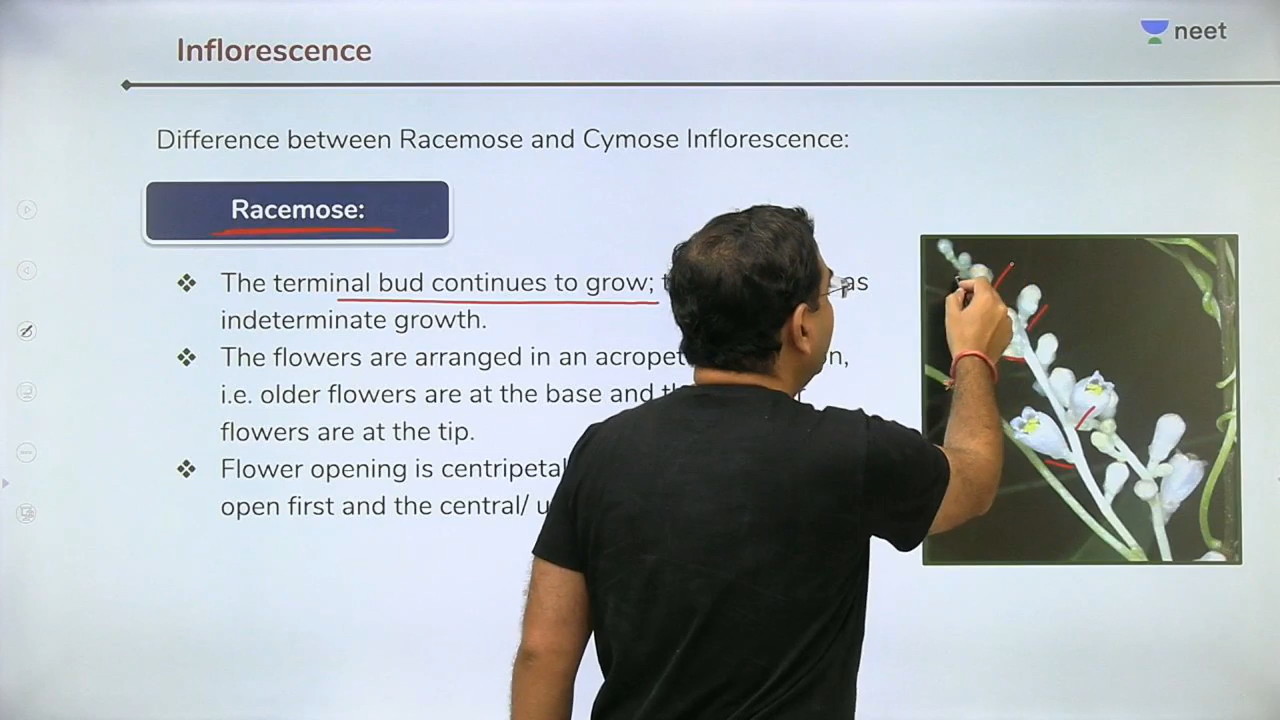 Inflorescence
neet
Difference between Racemose and Cymose Inflorescence:
Racemose:
The terminal bud continues to grow; as
indeterminate growth.
The flowers are arranged in an
i.e. older flowers are at the base and
flowers are at the tip.
Flower opening is centripetal
open first and the central/